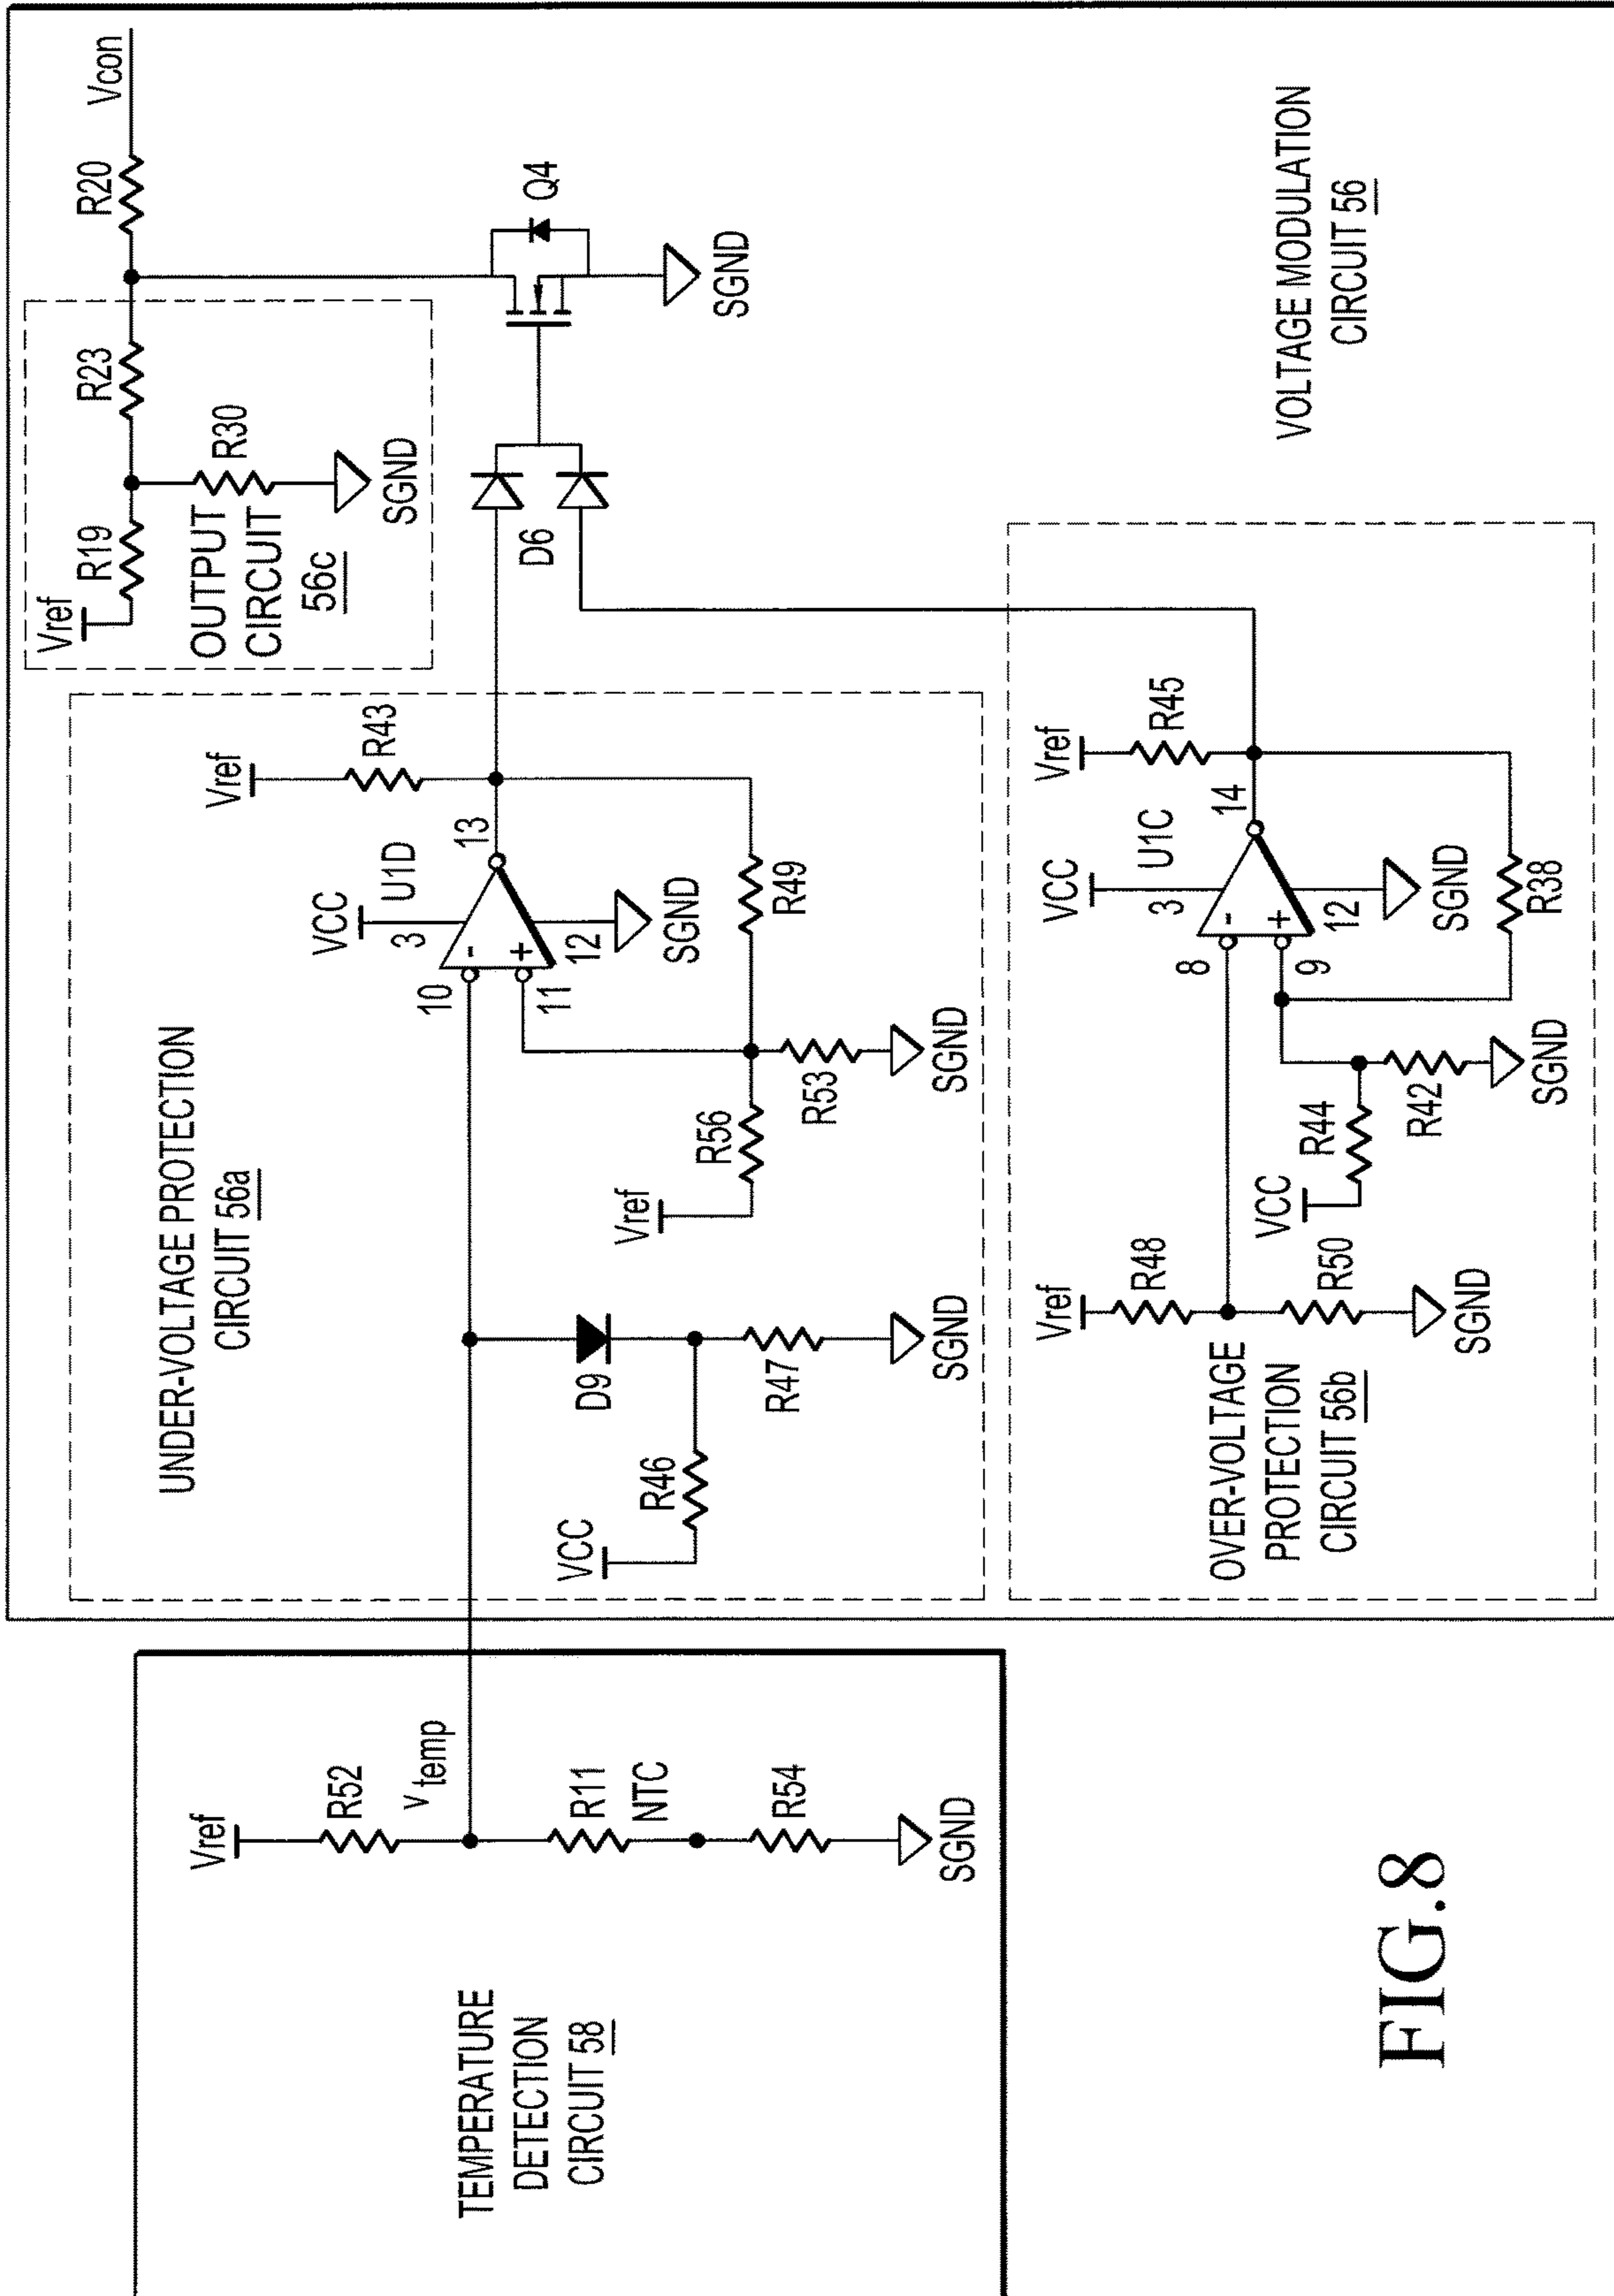 TEMPERATURE
DETECTION
CIRCUIT 58
Vref
R52
vtemp
R11
NTC
R54
SGND
UNDER-VOLTAGE PROTECTION
CIRCUIT 56a
D9
VCC
R46
R47
SGND
Vref
R56
R53
SGND
10
11
-
+
VCC
3
U1D
12
SGND
13
R49
Vref
R43
OVER-VOLTAGE
PROTECTION
CIRCUIT 56b
Vref
R48
R50
SGND
VCC
R44
R42
SGND
8
9
-
+
VCC
3
U1C
12
SGND
14
R38
Vref
R45
Vref
R19
R23
R30
SGND
OUTPUT
CIRCUIT
56c
D6
R20
Vcon
Q4
SGND
VOLTAGE MODULATION
CIRCUIT 56
FIG.8